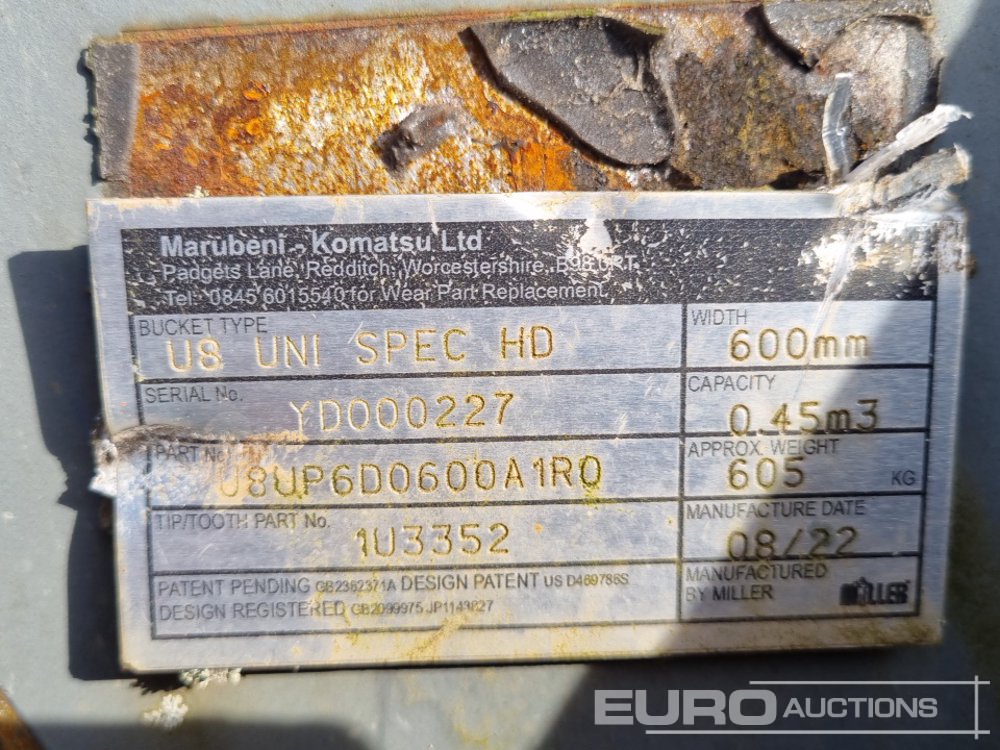 Marubeni - Komatsu Ltd
Padgets Lane, Redditch, Worcestershire, B98
Tel: 0845 6015540 for Wear Part Replacement
BUCKET TYPE
U8 UNI SPEC HD
WIDTH
600mm
SERIAL No.
YD000227
CAPACITY
0.45m3
PART No.
U8UP6D0600A1R0
APPROX. WEIGHT
605 KG
TIP/TOOTH PART No.
1U3352
MANUFACTURE DATE
08/22
PATENT PENDING GB2382371A DESIGN PATENT US D469786S
DESIGN REGISTERED GB2099975 JP1143827
MANUFACTURED
BY MILLER
MILLER
EURO AUCTIONS